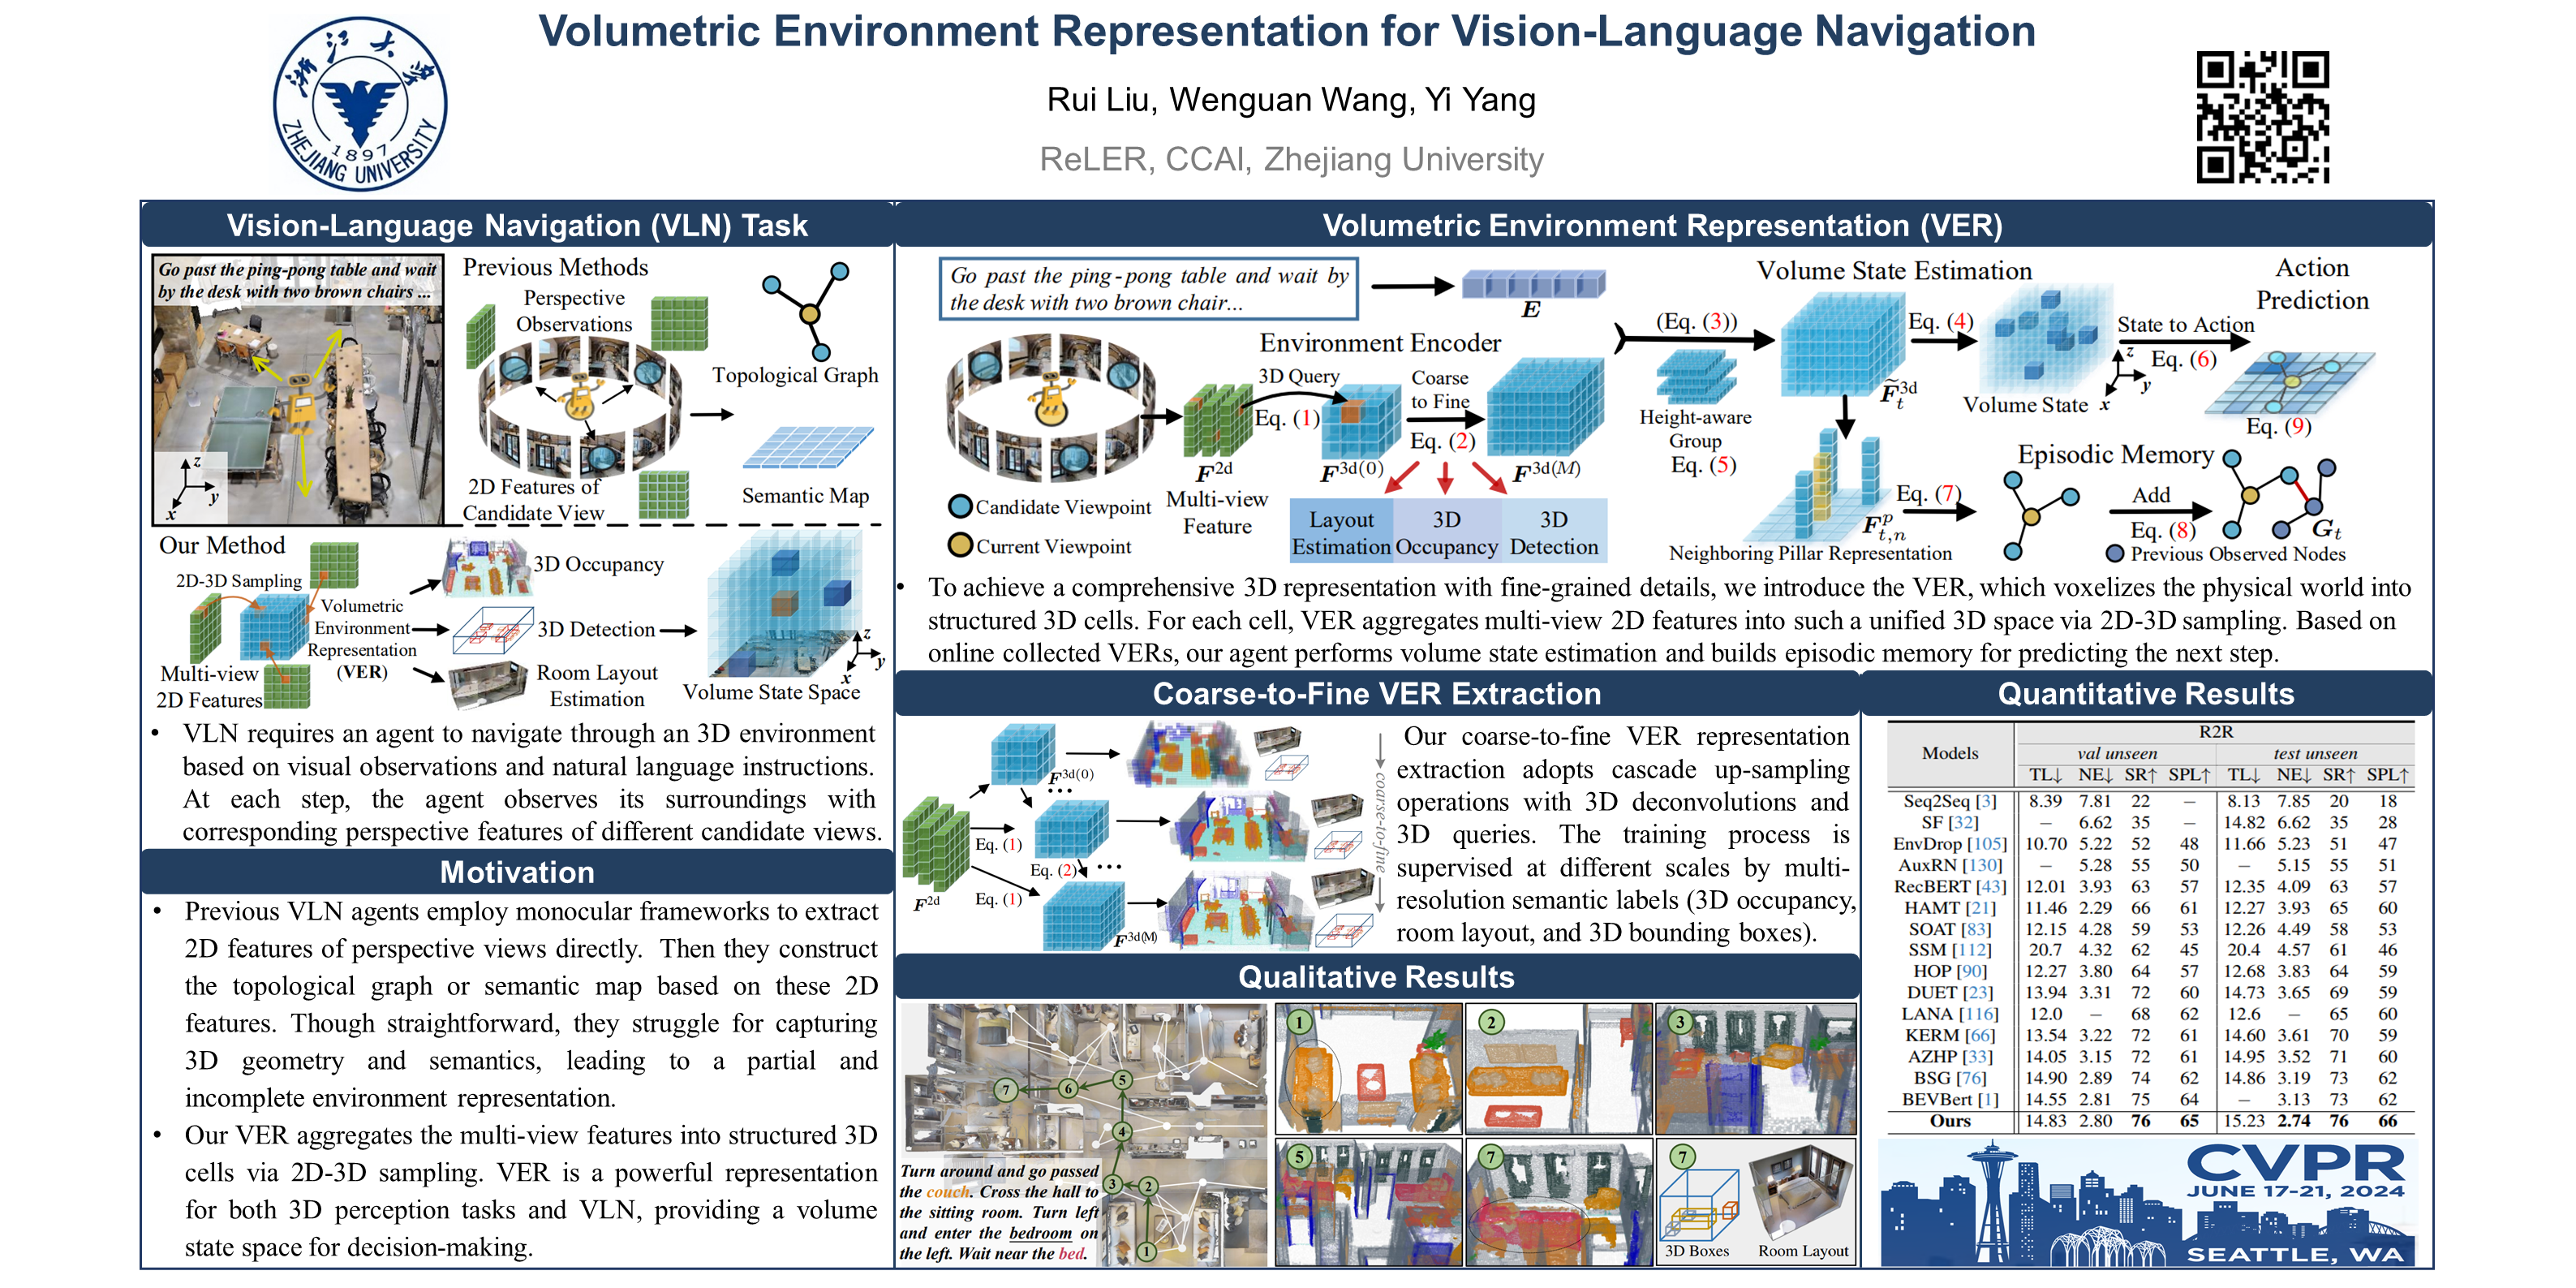 浙江大学
ZHEJIANG UNIVERSITY
1897
Volumetric Environment Representation for Vision-Language Navigation
Rui Liu, Wenguan Wang, Yi Yang
ReLER, CCAI, Zhejiang University
Vision-Language Navigation (VLN) Task
Go past the ping-pong table and wait
by the desk with two brown chairs ...
z
y
x
Previous Methods
Perspective
Observations
2D Features of
Candidate View
Topological Graph
Semantic Map
Our Method
2D-3D Sampling
Multi-view
2D Features
Volumetric
Environment
Representation
(VER)
3D Occupancy
3D Detection
Room Layout
Estimation
z
y
x
Volume State Space
• VLN requires an agent to navigate through an 3D environment
based on visual observations and natural language instructions.
At each step, the agent observes its surroundings with
corresponding perspective features of different candidate views.
Motivation
• Previous VLN agents employ monocular frameworks to extract
2D features of perspective views directly. Then they construct
the topological graph or semantic map based on these 2D
features. Though straightforward, they struggle for capturing
3D geometry and semantics, leading to a partial and
incomplete environment representation.
• Our VER aggregates the multi-view features into structured 3D
cells via 2D-3D sampling. VER is a powerful representation
for both 3D perception tasks and VLN, providing a volume
state space for decision-making.
Volumetric Environment Representation (VER)
Go past the ping-pong table and wait by
the desk with two brown chair...
E
Environment Encoder
3D Query
Eq. (1)
Coarse
to Fine
Eq. (2)
F2d
F3d(0)
F3d(M)
Multi-view
Feature
Candidate Viewpoint
Current Viewpoint
Layout
Estimation
3D
Occupancy
3D
Detection
Volume State Estimation
(Eq. (3))
Height-aware
Group
Eq. (5)
F̃t3d
Eq. (4)
Volume State
z
y
x
State to Action
Eq. (6)
Action
Prediction
Eq. (9)
Fpt,n
Neighboring Pillar Representation
Eq. (7)
Episodic Memory
Add
Eq. (8)
Gt
Previous Observed Nodes
• To achieve a comprehensive 3D representation with fine-grained details, we introduce the VER, which voxelizes the physical world into
structured 3D cells. For each cell, VER aggregates multi-view 2D features into such a unified 3D space via 2D-3D sampling. Based on
online collected VERs, our agent performs volume state estimation and builds episodic memory for predicting the next step.
Coarse-to-Fine VER Extraction
F2d
Eq. (1)
Eq. (1)
Eq. (2)
F3d(0)
...
...
F3d(M)
coarse-to-fine
Our coarse-to-fine VER representation
extraction adopts cascade up-sampling
operations with 3D deconvolutions and
3D queries. The training process is
supervised at different scales by multi-
resolution semantic labels (3D occupancy,
room layout, and 3D bounding boxes).
Qualitative Results
7
6
5
4
3
2
1
Turn around and go passed
the couch. Cross the hall to
the sitting room. Turn left
and enter the bedroom on
the left. Wait near the bed.
1
2
3
5
7
7
3D Boxes
Room Layout
Quantitative Results
R2R
Models
val unseen test unseen
TL↓ NE↓ SR↑ SPL↑ TL↓ NE↓ SR↑ SPL↑
Seq2Seq [3] 8.39 7.81 22 – 8.13 7.85 20 18
SF [32] – 6.62 35 – 14.82 6.62 35 28
EnvDrop [105] 10.70 5.22 52 48 11.66 5.23 51 47
AuxRN [130] – 5.28 55 50 – 5.15 55 51
RecBERT [43] 12.01 3.93 63 57 12.35 4.09 63 57
HAMT [21] 11.46 2.29 66 61 12.27 3.93 65 60
SOAT [83] 12.15 4.28 59 53 12.26 4.49 58 53
SSM [112] 20.7 4.32 62 45 20.4 4.57 61 46
HOP [90] 12.27 3.80 64 57 12.68 3.83 64 59
DUET [23] 13.94 3.31 72 60 14.73 3.65 69 59
LANA [116] 12.0 – 68 62 12.6 – 65 60
KERM [66] 13.54 3.22 72 61 14.60 3.61 70 59
AZHP [33] 14.05 3.15 72 61 14.95 3.52 71 60
BSG [76] 14.90 2.89 74 62 14.86 3.19 73 62
BEVBert [1] 14.55 2.81 75 64 – 3.13 73 62
Ours 14.83 2.80 76 65 15.23 2.74 76 66
CVPR
JUNE 17-21, 2024
SEATTLE, WA